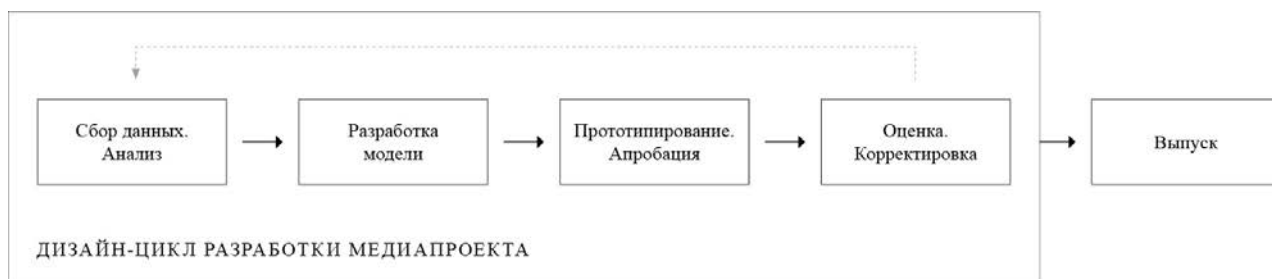 Сбор данных.
Анализ
Разработка
модели
Прототипирование.
Апробация
Оценка.
Корректировка
Выпуск
ДИЗАЙН-ЦИКЛ РАЗРАБОТКИ МЕДИАПРОЕКТА